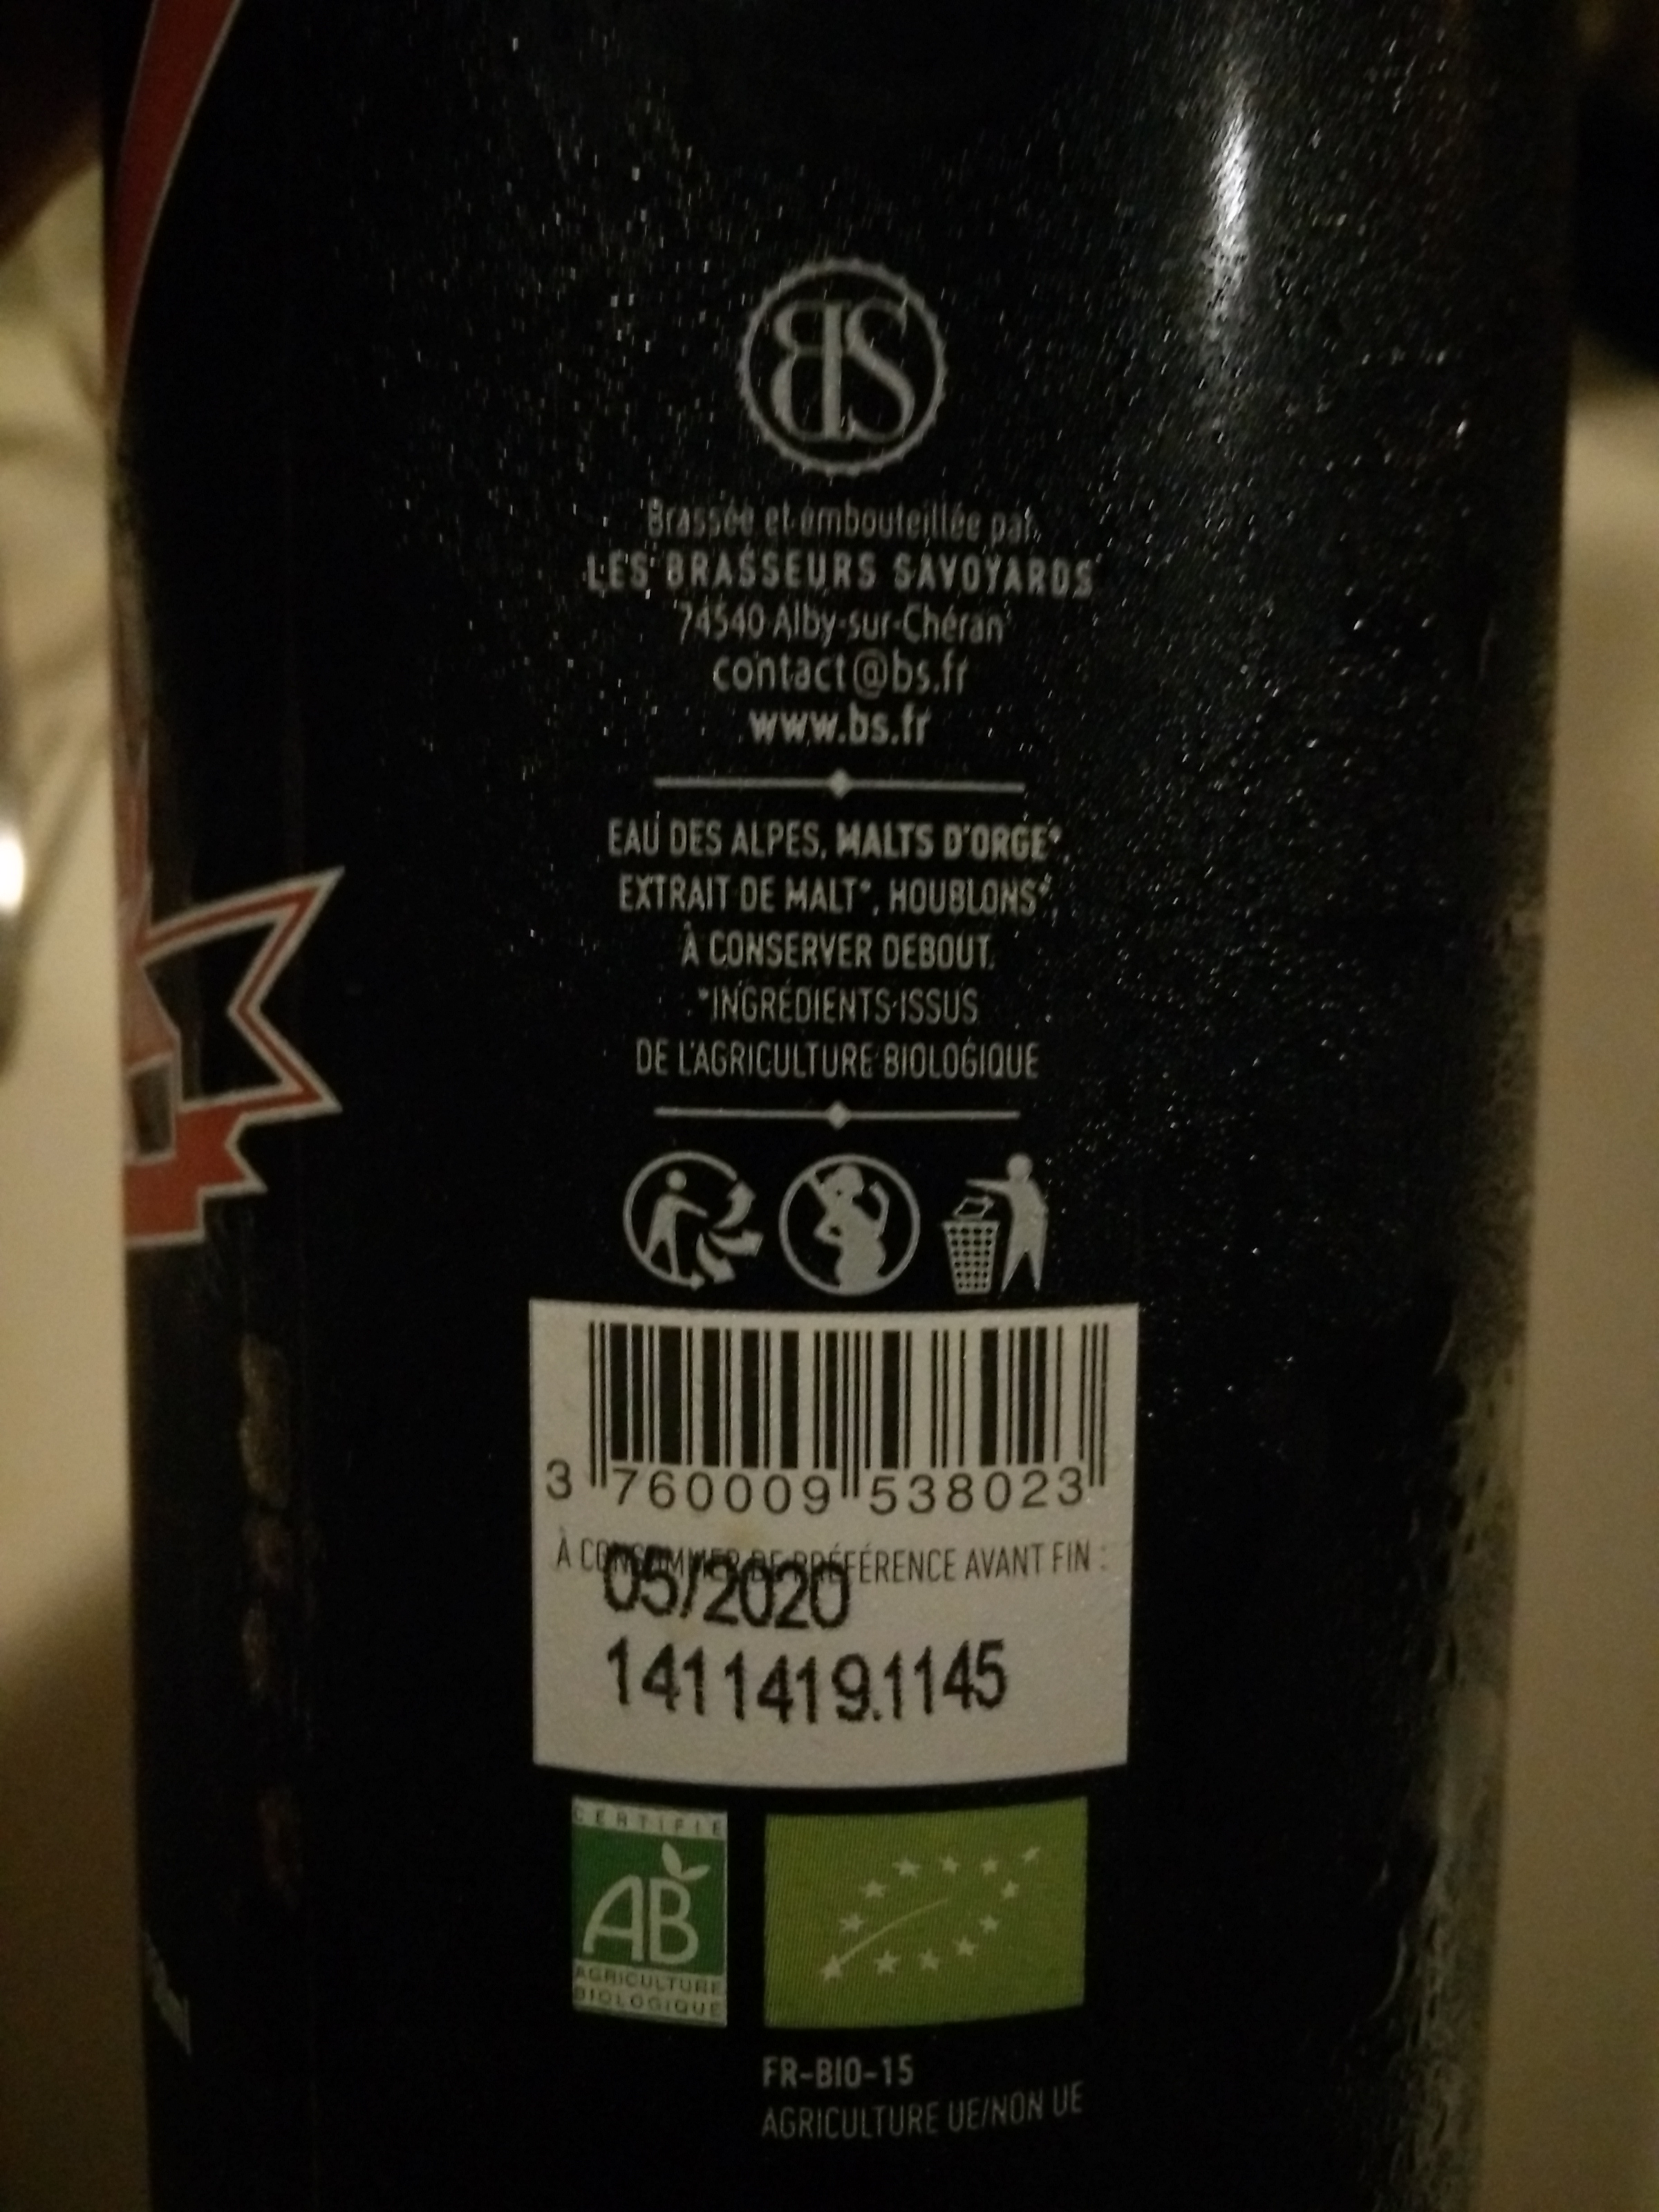 BS
Brassée et embouteillée par
LES BRASSEURS SAVOYARDS
74540 Alby-sur-Chéran
contact@bs.fr
www.bs.fr
EAU DES ALPES, MALTS D'ORGE*,
EXTRAIT DE MALT*, HOUBLONS*.
À CONSERVER DEBOUT.
*INGRÉDIENTS ISSUS
DE L'AGRICULTURE BIOLOGIQUE
3 760009 538023
À CONSOMMER DE PRÉFÉRENCE AVANT FIN :
05/2020
1411419.1145
CERTIFIÉ
AB
AGRICULTURE
BIOLOGIQUE
FR-BIO-15
AGRICULTURE UE/NON UE